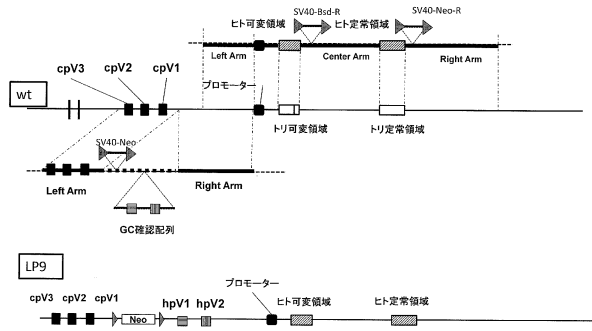 SV40-Bsd-R
SV40-Neo-R
ヒト可変領域
ヒト定常領域
Left Arm
Center Arm
Right Arm
cpV3
cpV2
cpV1
プロモーター
wt
トリ可変領域
トリ定常領域
SV40-Neo
Left Arm
Right Arm
GC確認配列
LP9
cpV3
cpV2
cpV1
Neo
hpV1
hpV2
プロモーター
ヒト可変領域
ヒト定常領域